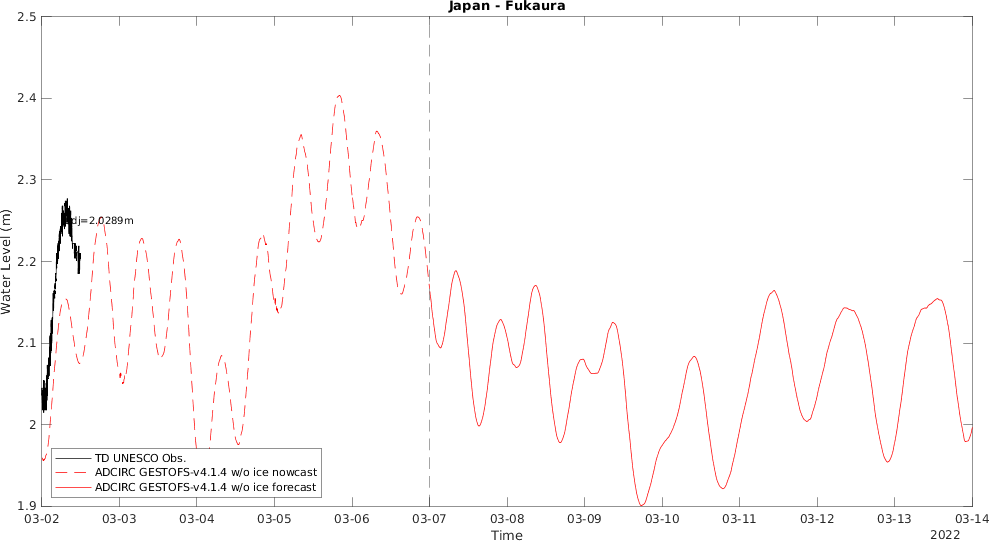 Japan - Fukaura
2.5
2.4
2.3
2.2
2.1
2
1.9
Water Level (m)
dj=2.0289m
TD UNESCO Obs.
ADCIRC GESTOFS-v4.1.4 w/o ice nowcast
ADCIRC GESTOFS-v4.1.4 w/o ice forecast
03-02 03-03 03-04 03-05 03-06 03-07 03-08 03-09 03-10 03-11 03-12 03-13 03-14
Time
2022